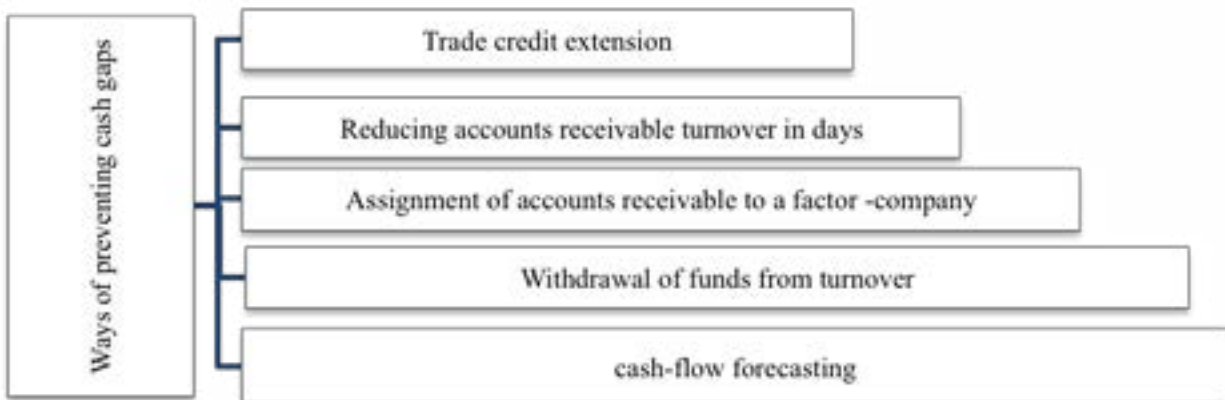 Ways of preventing cash gaps
Trade credit extension
Reducing accounts receivable turnover in days
Assignment of accounts receivable to a factor -company
Withdrawal of funds from turnover
cash-flow forecasting